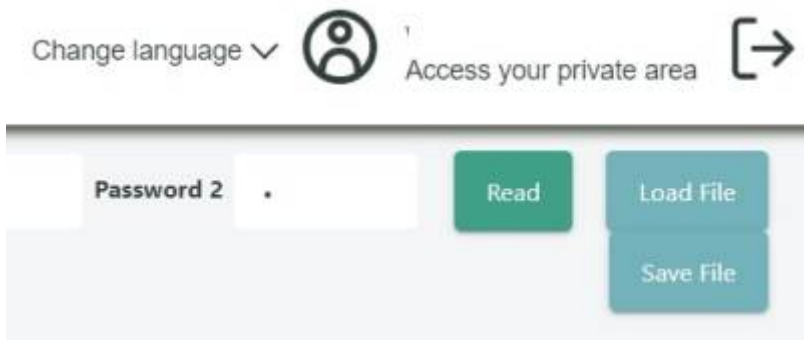 Change language
Access your private area
Password 2 .
Read
Load File
Save File